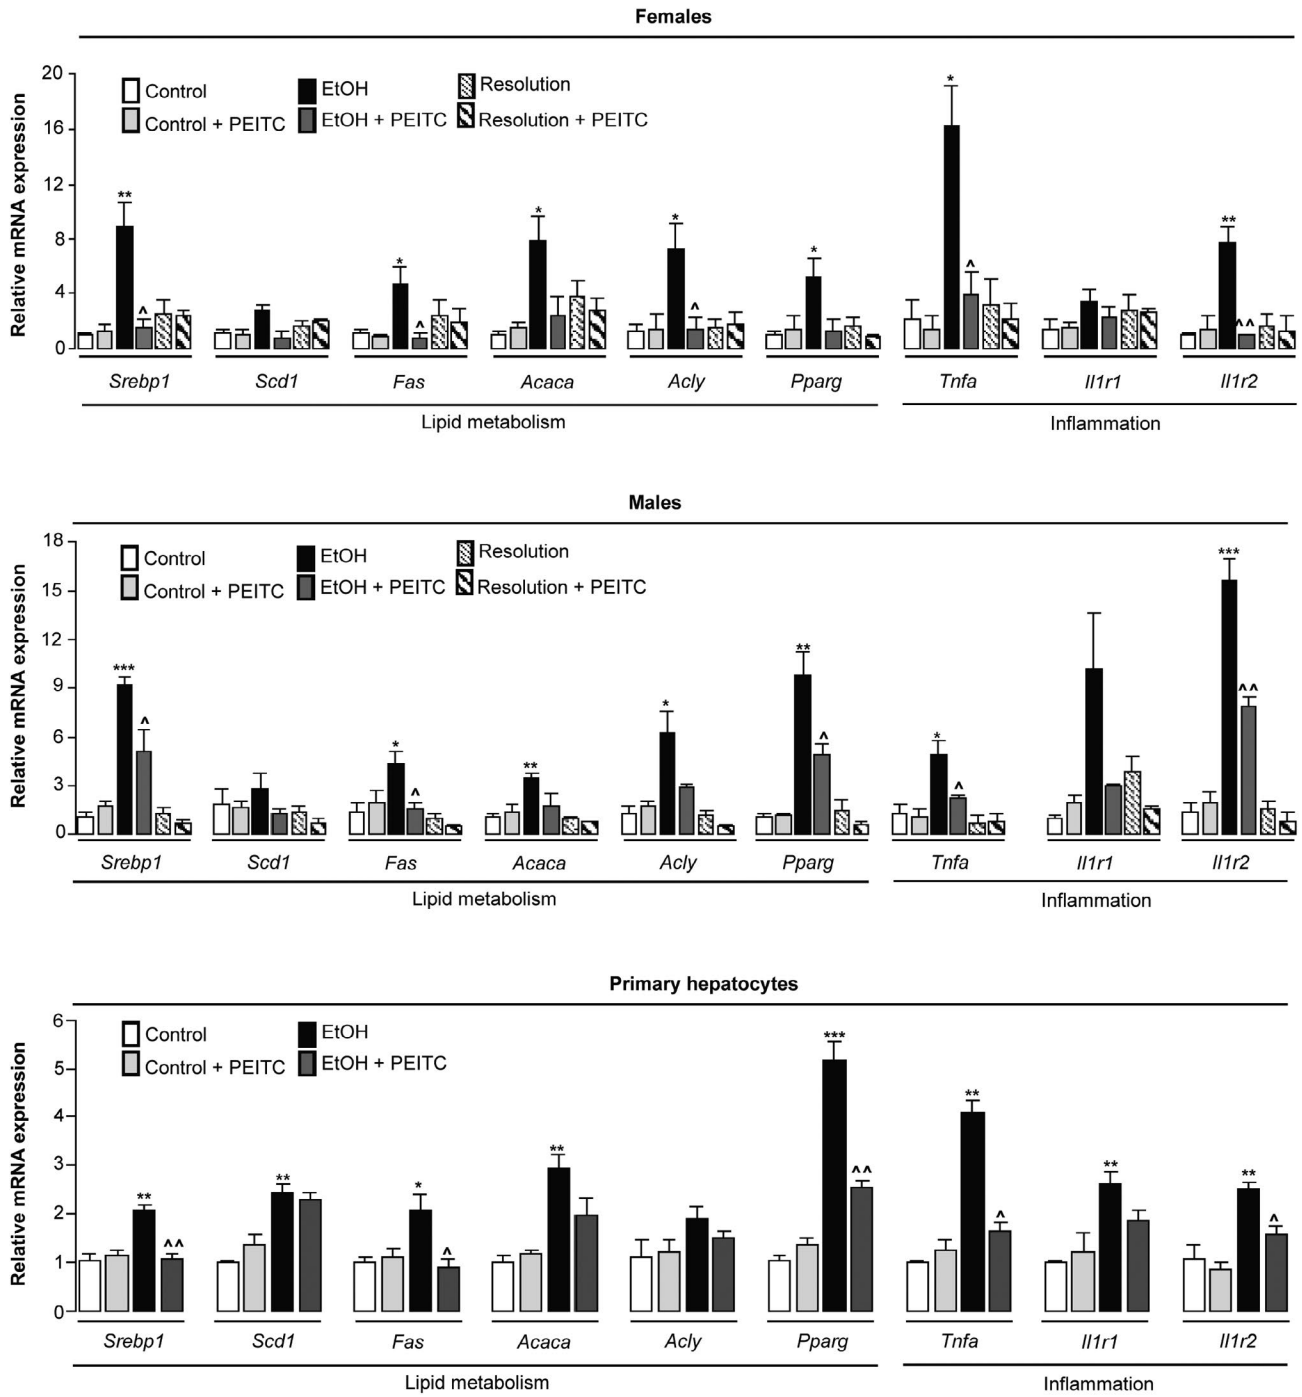 Females
Relative mRNA expression
20
16
12
8
4
0
Control
Control + PEITC
EtOH
EtOH + PEITC
Resolution
Resolution + PEITC
**
^
*
^
*
*
^
*
*
^
**
^^
Srebp1 Scd1 Fas Acaca Acly Pparg Tnfa Il1r1 Il1r2
Lipid metabolism Inflammation
Males
Relative mRNA expression
18
15
12
9
6
3
0
Control
Control + PEITC
EtOH
EtOH + PEITC
Resolution
Resolution + PEITC
***
^
*
^
**
*
**
^
*
^
***
^^
Srebp1 Scd1 Fas Acaca Acly Pparg Tnfa Il1r1 Il1r2
Lipid metabolism Inflammation
Primary hepatocytes
Relative mRNA expression
6
5
4
3
2
1
0
Control
Control + PEITC
EtOH
EtOH + PEITC
**
^^
**
*
^
**
***
^^
**
^
**
**
^
Srebp1 Scd1 Fas Acaca Acly Pparg Tnfa Il1r1 Il1r2
Lipid metabolism Inflammation